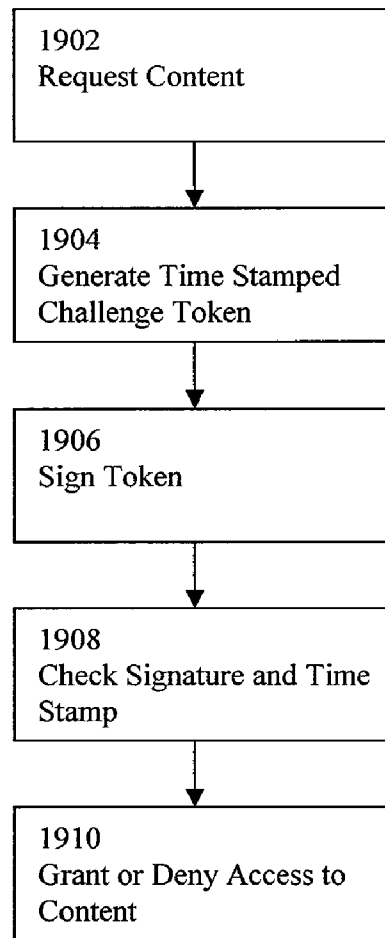 1902
Request Content
1904
Generate Time Stamped
Challenge Token
1906
Sign Token
1908
Check Signature and Time
Stamp
1910
Grant or Deny Access to
Content